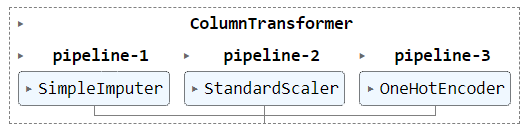 ColumnTransformer
pipeline-1 pipeline-2 pipeline-3
SimpleImputer StandardScaler OneHotEncoder